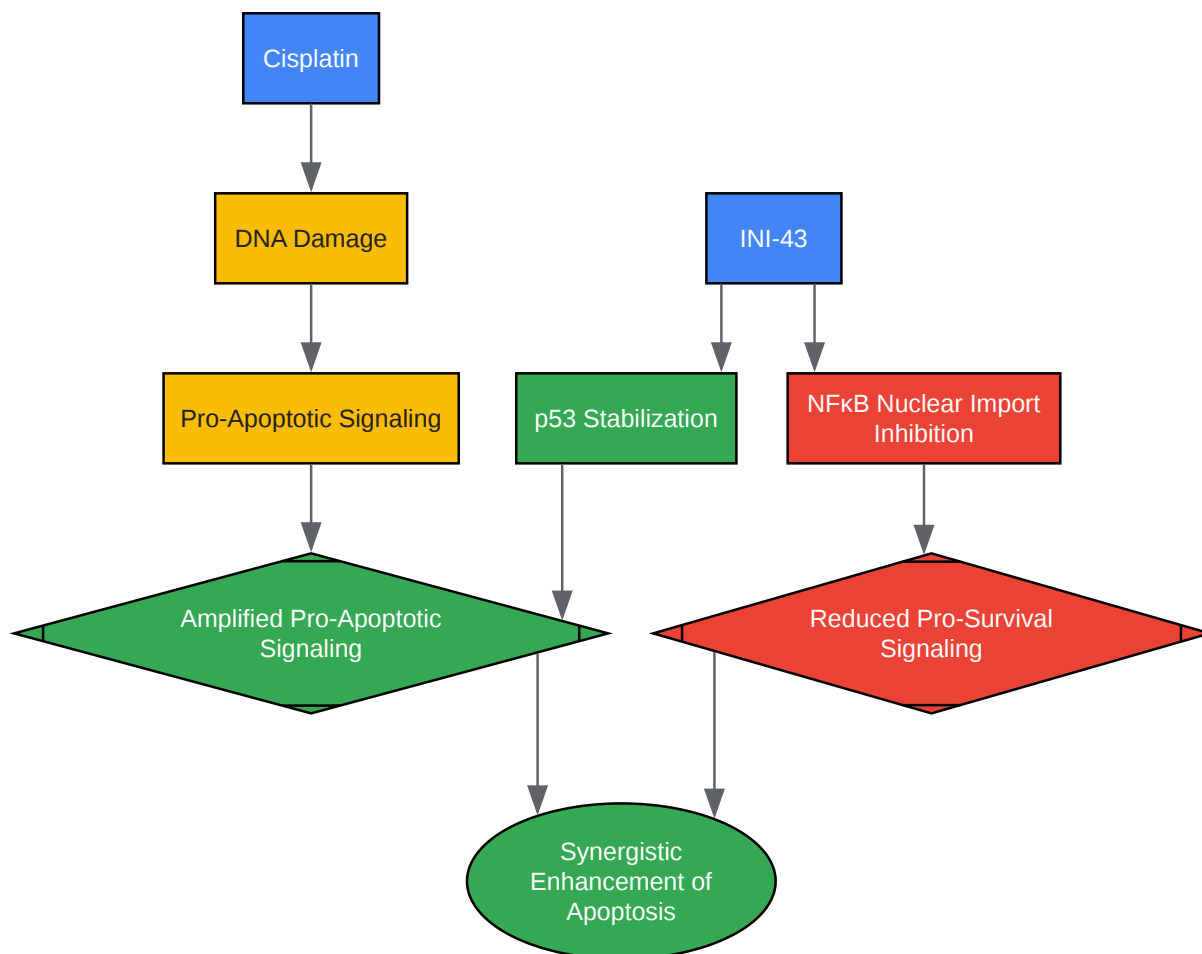 Cisplatin
DNA Damage
INI-43
Pro-Apoptotic Signaling
p53 Stabilization
NFκB Nuclear Import
Inhibition
Amplified Pro-Apoptotic
Signaling
Reduced Pro-Survival
Signaling
Synergistic
Enhancement of
Apoptosis